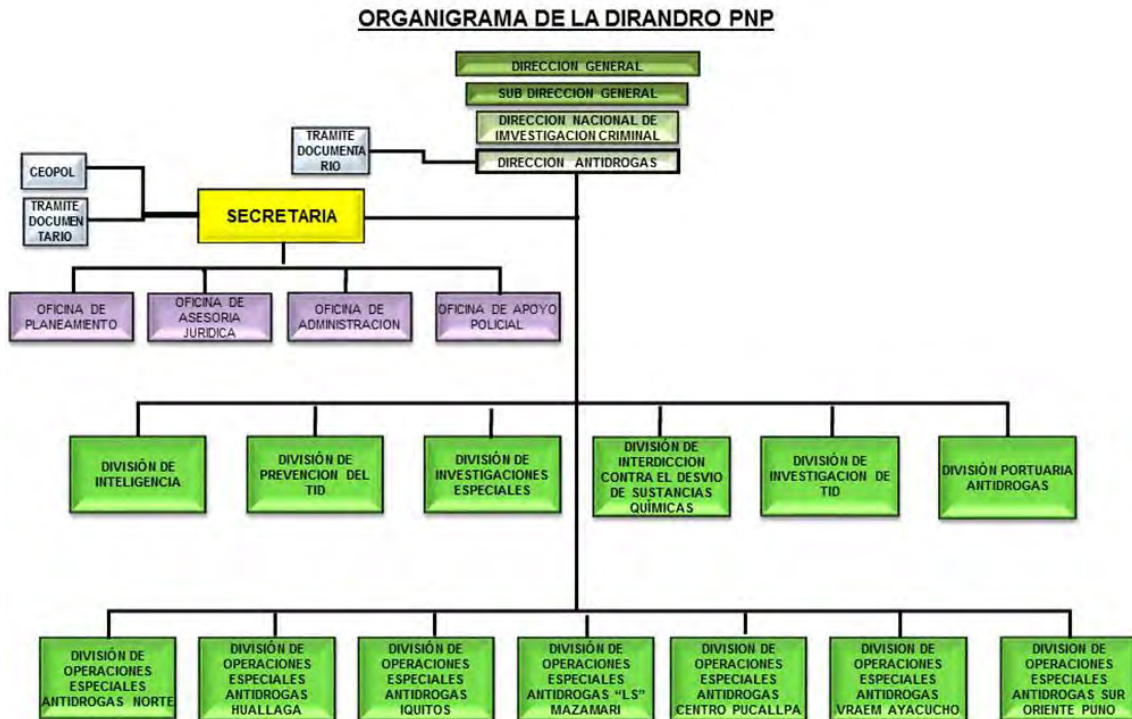 ORGANIGRAMA DE LA DIRANDRO PNP
DIRECCION GENERAL
SUB DIRECCION GENERAL
DIRECCION NACIONAL DE
IMVESTIGACION CRIMINAL
TRAMITE
DOCUMENTA
RIO
DIRECCION ANTIDROGAS
CEOPOL
TRAMITE
DOCUMEN
TARIO
SECRETARIA
OFICINA DE
PLANEAMENTO
OFICINA DE
ASESORIA
JURIDICA
OFICINA DE
ADMINISTRACION
OFICINA DE APOYO
POLICIAL
DIVISIÓN DE
INTELIGENCIA
DIVISIÓN DE
PREVENCION DEL
TID
DIVISIÓN DE
INVESTIGACIONES
ESPECIALES
DIVISIÓN DE
INTERDICCION
CONTRA EL DESVIO
DE SUSTANCIAS
QUÍMICAS
DIVISIÓN DE
INVESTIGACION DE
TID
DIVISIÓN PORTUARIA
ANTIDROGAS
DIVISIÓN DE
OPERACIONES
ESPECIALES
ANTIDROGAS NORTE
DIVISIÓN DE
OPERACIONES
ESPECIALES
ANTIDROGAS
HUALLAGA
DIVISIÓN DE
OPERACIONES
ESPECIALES
ANTIDROGAS
IQUITOS
DIVISIÓN DE
OPERACIONES
ESPECIALES
ANTIDROGAS "LS"
MAZAMARI
DIVISIÓN DE
OPERACIONES
ESPECIALES
ANTIDROGAS
CENTRO PUCALLPA
DIVISIÓN DE
OPERACIONES
ESPECIALES
ANTIDROGAS
VRAEM AYACUCHO
DIVISIÓN DE
OPERACIONES
ESPECIALES
ANTIDROGAS SUR
ORIENTE PUNO